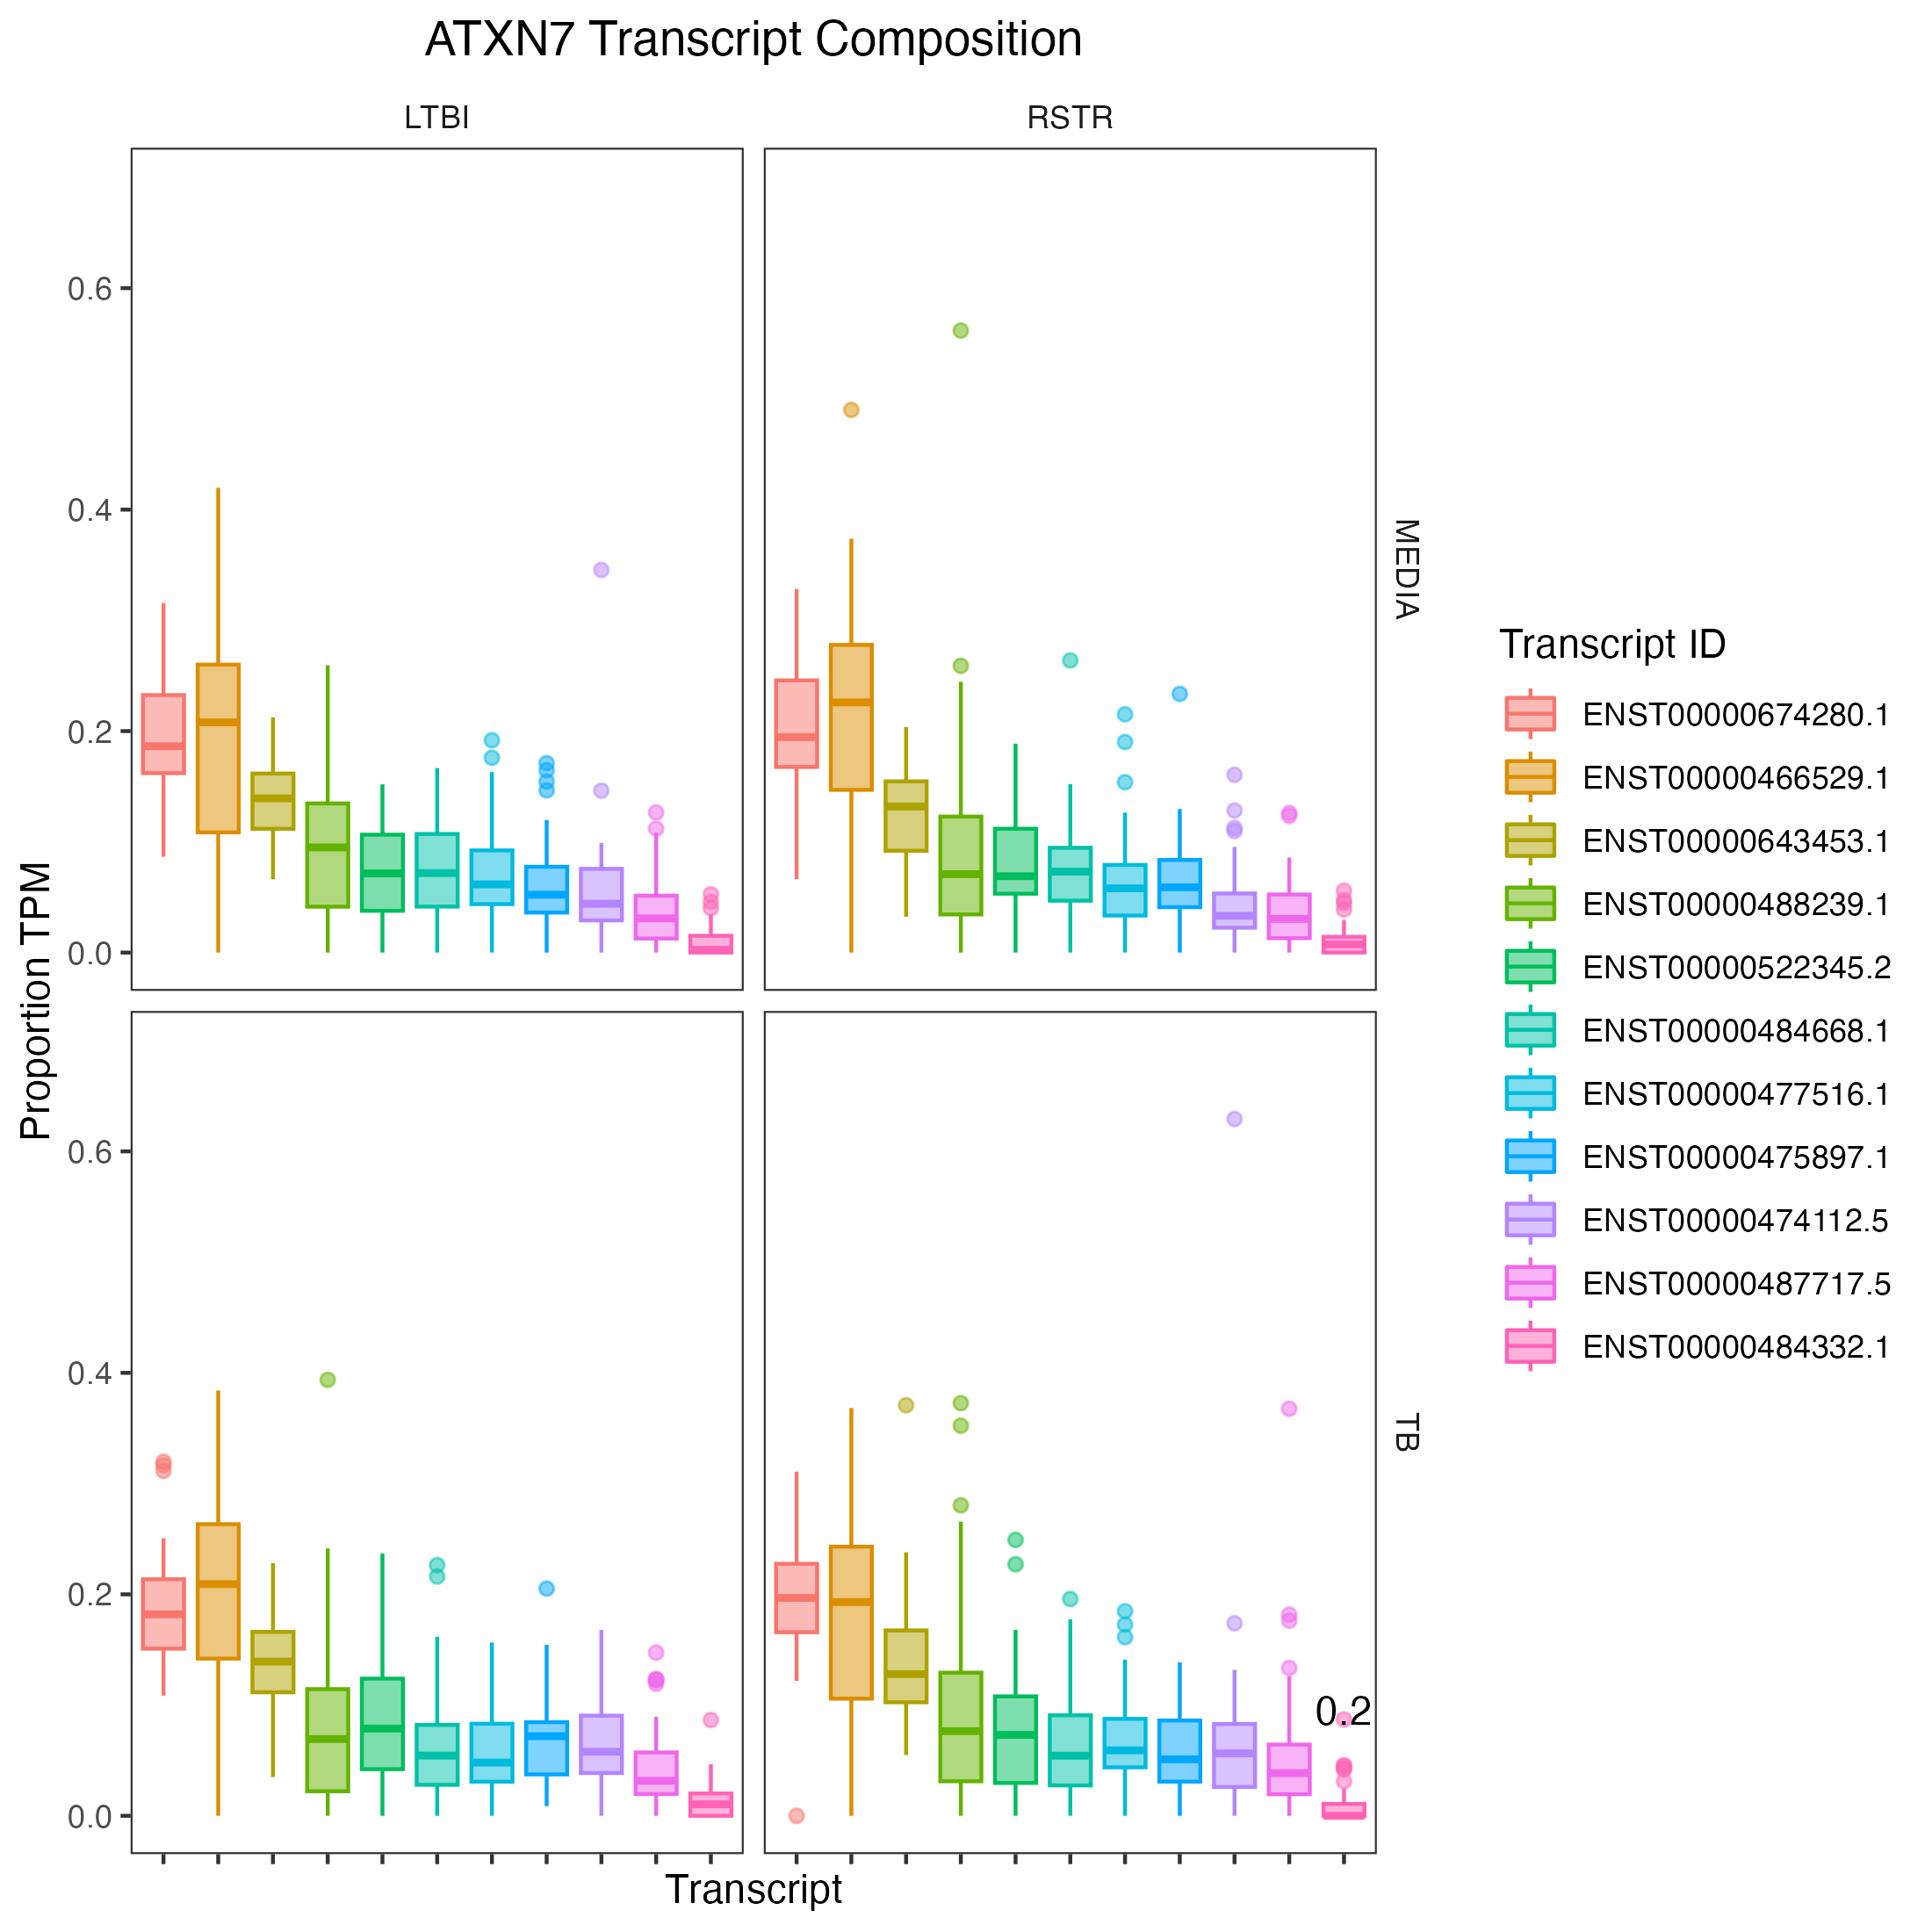 ATXN7 Transcript Composition
LTBI
RSTR
0.6
0.4
0.2
0.0
MEDIA
Proportion TPM
0.6
0.4
0.2
0.0
TB
0.2
Transcript
Transcript ID
ENST00000674280.1
ENST00000466529.1
ENST00000643453.1
ENST00000488239.1
ENST00000522345.2
ENST00000484668.1
ENST00000477516.1
ENST00000475897.1
ENST00000474112.5
ENST00000487717.5
ENST00000484332.1